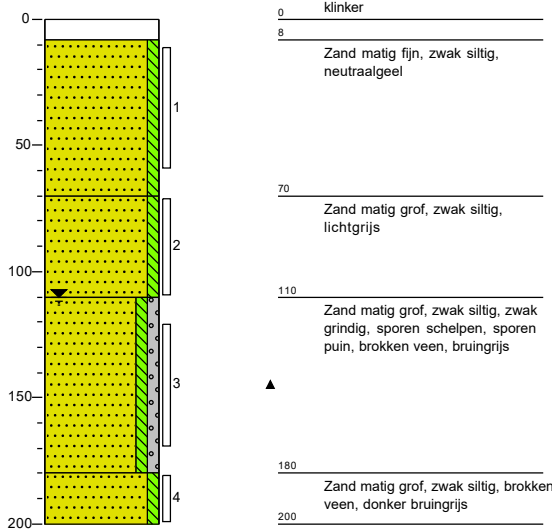 klinker
0
0
8
Zand matig fijn, zwak siltig,
neutraalgeel
1
50
70
Zand matig grof, zwak siltig,
lichtgrijs
2
100
110
Zand matig grof, zwak siltig, zwak
grindig, sporen schelpen, sporen
puin, brokken veen, bruingrijs
3
150
180
Zand matig grof, zwak siltig, brokken
veen, donker bruingrijs
4
200
200